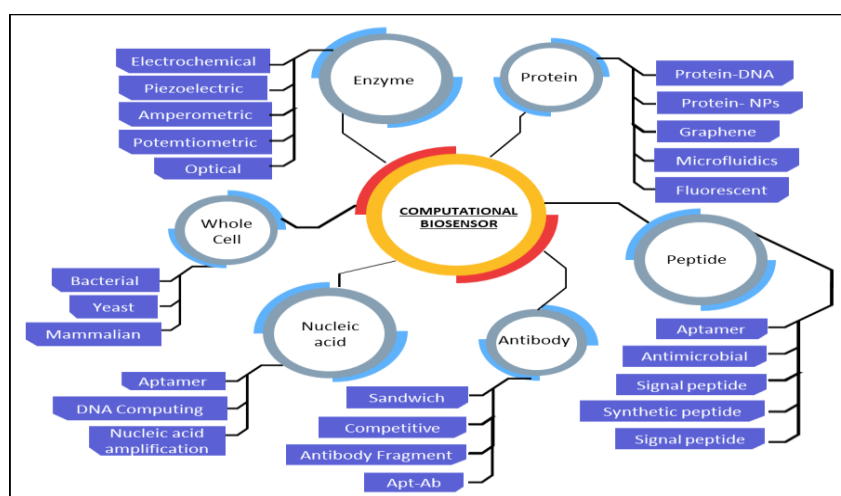 Enzyme
Electrochemical
Piezoelectric
Amperometric
Potemtiometric
Optical
Protein
Protein-DNA
Protein- NPs
Graphene
Microfluidics
Fluorescent
COMPUTATIONAL
BIOSENSOR
Whole
Cell
Bacterial
Yeast
Mammalian
Nucleic
acid
Aptamer
DNA Computing
Nucleic acid
amplification
Antibody
Sandwich
Competitive
Antibody Fragment
Apt-Ab
Peptide
Aptamer
Antimicrobial
Signal peptide
Synthetic peptide
Signal peptide